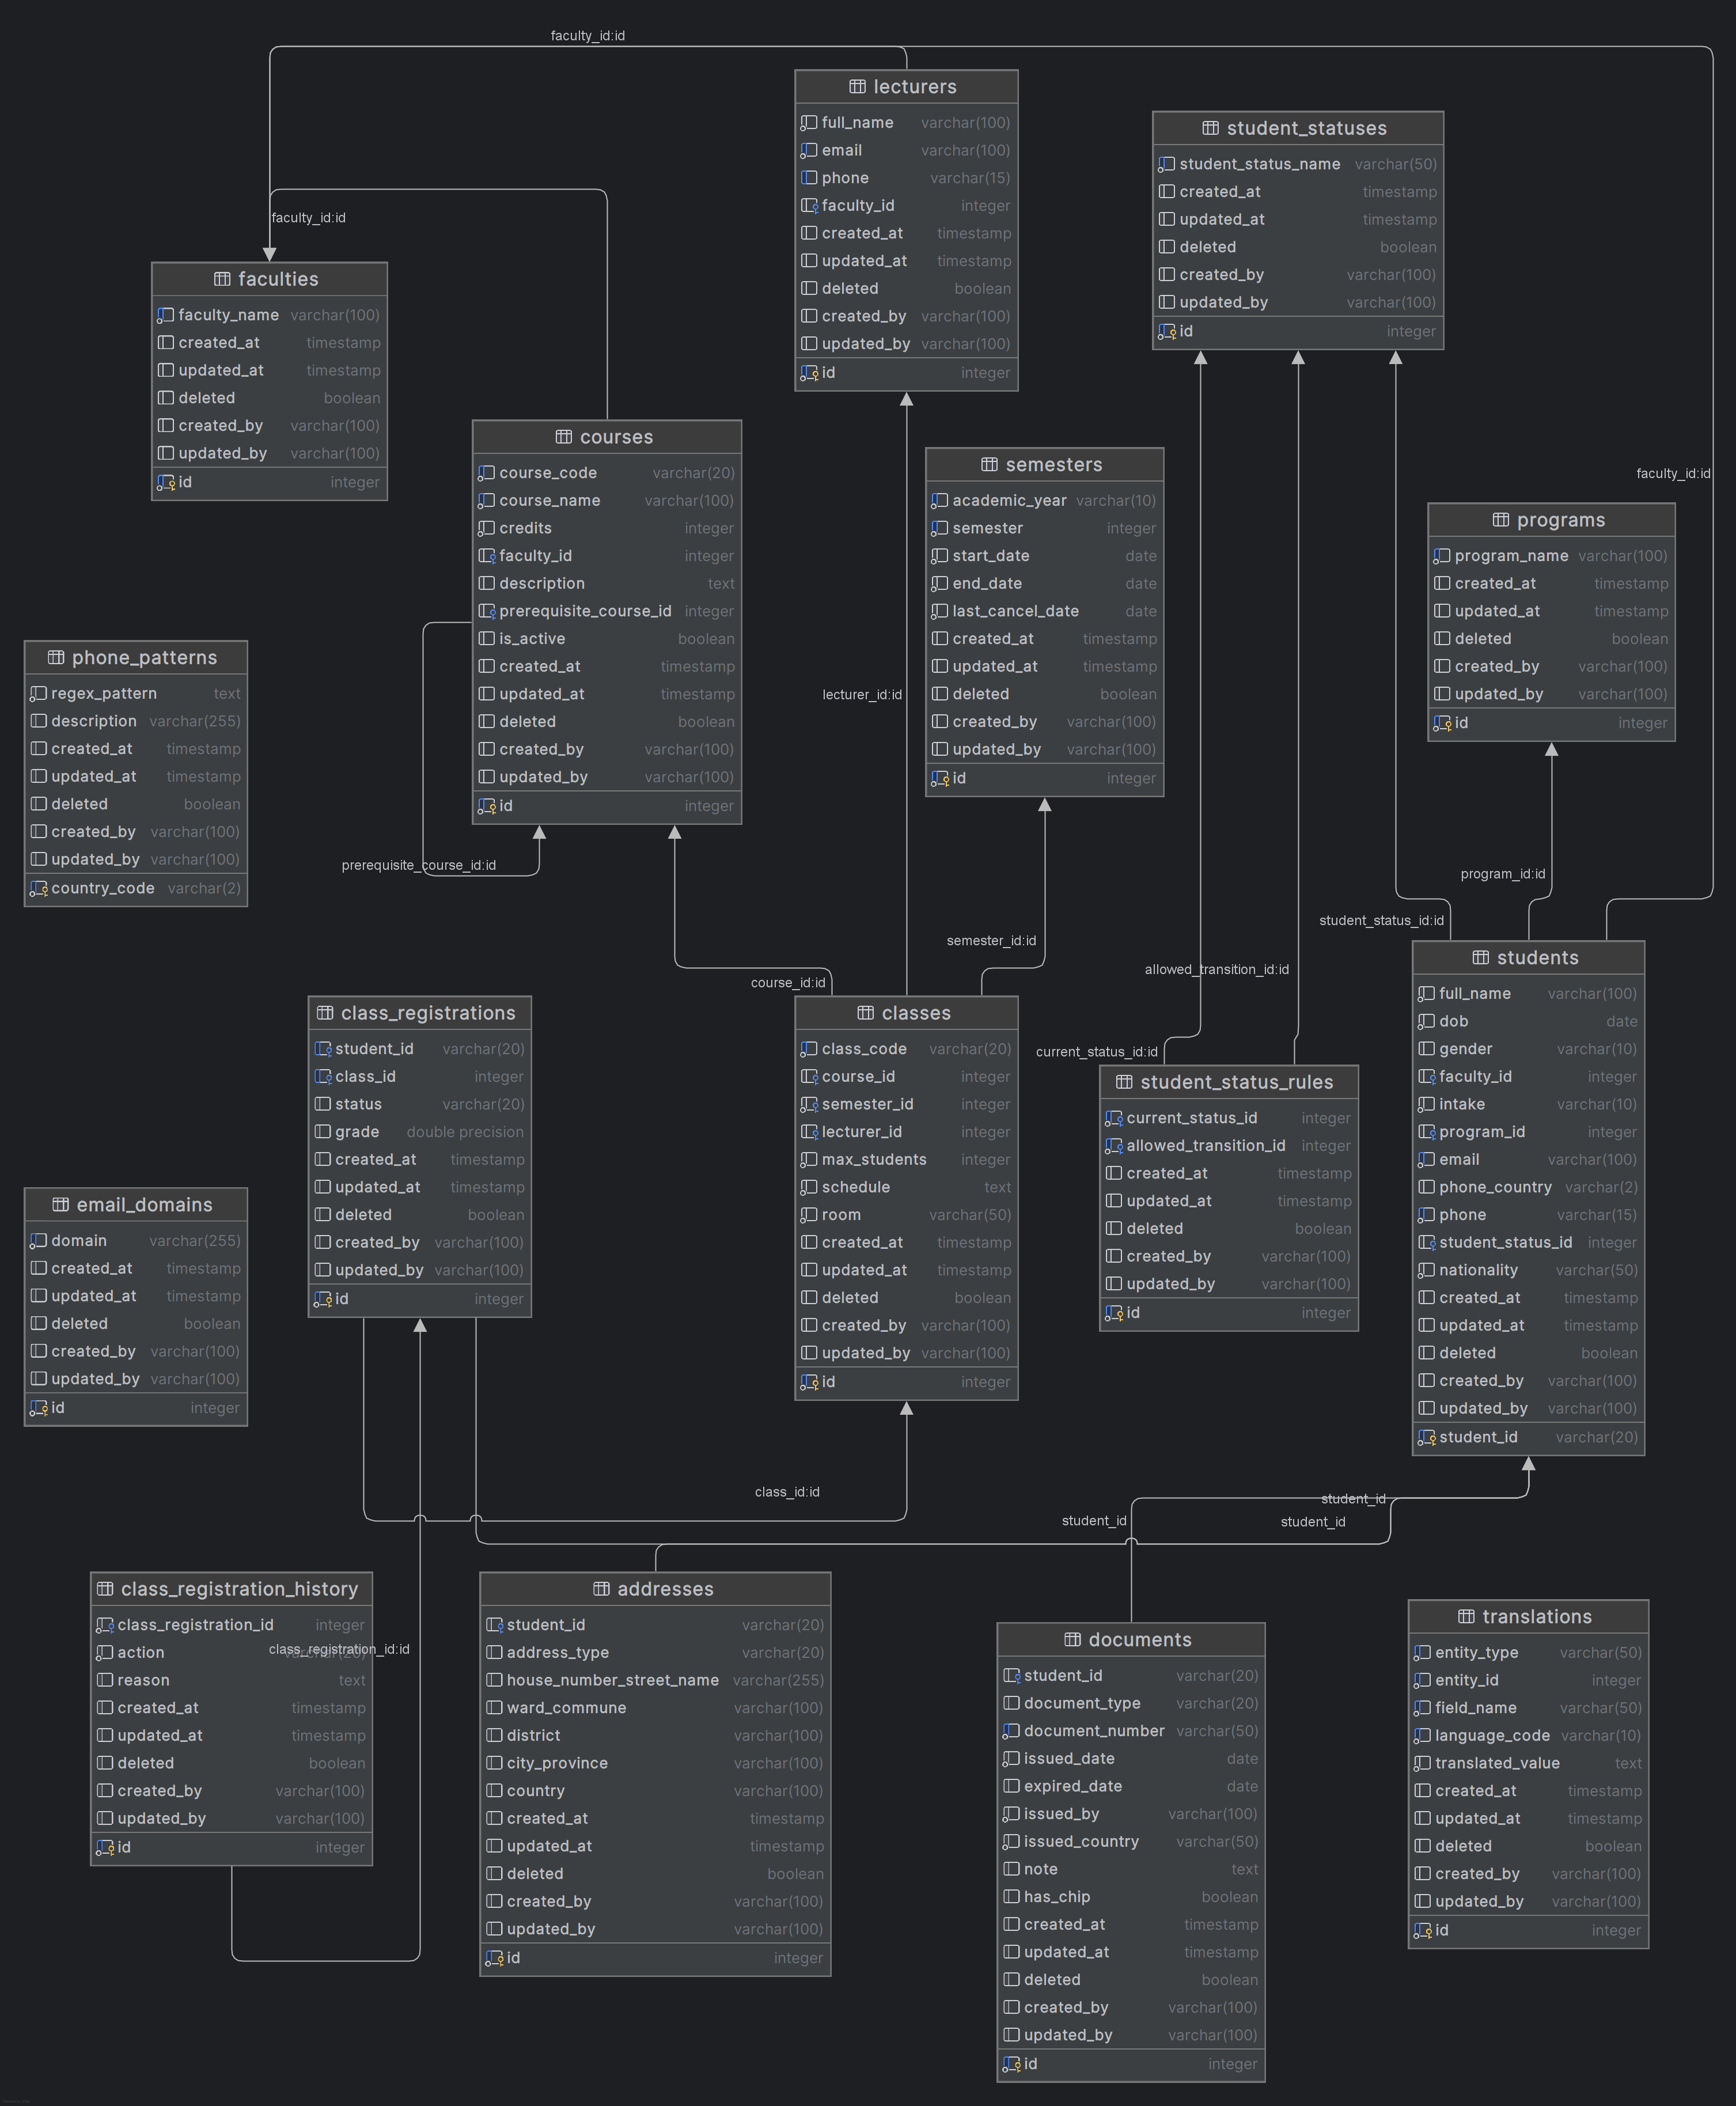 faculty_id:id
lecturers
full_name varchar(100)
email varchar(100)
phone varchar(15)
faculty_id integer
created_at timestamp
updated_at timestamp
deleted boolean
created_by varchar(100)
updated_by varchar(100)
id integer
student_statuses
student_status_name varchar(50)
created_at timestamp
updated_at timestamp
deleted boolean
created_by varchar(100)
updated_by varchar(100)
id integer
faculty_id:id
faculties
faculty_name varchar(100)
created_at timestamp
updated_at timestamp
deleted boolean
created_by varchar(100)
updated_by varchar(100)
id integer
courses
course_code varchar(20)
course_name varchar(100)
credits integer
faculty_id integer
description text
prerequisite_course_id integer
is_active boolean
created_at timestamp
updated_at timestamp
deleted boolean
created_by varchar(100)
updated_by varchar(100)
id integer
prerequisite_course_id:id
semesters
academic_year varchar(10)
semester integer
start_date date
end_date date
last_cancel_date date
created_at timestamp
updated_at timestamp
deleted boolean
created_by varchar(100)
updated_by varchar(100)
id integer
faculty_id:id
programs
program_name varchar(100)
created_at timestamp
updated_at timestamp
deleted boolean
created_by varchar(100)
updated_by varchar(100)
id integer
phone_patterns
regex_pattern text
description varchar(255)
created_at timestamp
updated_at timestamp
deleted boolean
created_by varchar(100)
updated_by varchar(100)
country_code varchar(2)
lecturer_id:id
program_id:id
student_status_id:id
semester_id:id
allowed_transition_id:id
course_id:id
current_status_id:id
students
full_name varchar(100)
dob date
gender varchar(10)
faculty_id integer
intake varchar(10)
program_id integer
email varchar(100)
phone_country varchar(2)
phone varchar(15)
student_status_id integer
nationality varchar(50)
created_at timestamp
updated_at timestamp
deleted boolean
created_by varchar(100)
updated_by varchar(100)
student_id varchar(20)
class_registrations
student_id varchar(20)
class_id integer
status varchar(20)
grade double precision
created_at timestamp
updated_at timestamp
deleted boolean
created_by varchar(100)
updated_by varchar(100)
id integer
classes
class_code varchar(20)
course_id integer
semester_id integer
lecturer_id integer
max_students integer
schedule text
room varchar(50)
created_at timestamp
updated_at timestamp
deleted boolean
created_by varchar(100)
updated_by varchar(100)
id integer
student_status_rules
current_status_id integer
allowed_transition_id integer
created_at timestamp
updated_at timestamp
deleted boolean
created_by varchar(100)
updated_by varchar(100)
id integer
email_domains
domain varchar(255)
created_at timestamp
updated_at timestamp
deleted boolean
created_by varchar(100)
updated_by varchar(100)
id integer
class_id:id
student_id
student_id
student_id
class_registration_history
class_registration_id integer
action varchar(20)
class_registration_id:id
reason text
created_at timestamp
updated_at timestamp
deleted boolean
created_by varchar(100)
updated_by varchar(100)
id integer
addresses
student_id varchar(20)
address_type varchar(20)
house_number_street_name varchar(255)
ward_commune varchar(100)
district varchar(100)
city_province varchar(100)
country varchar(100)
created_at timestamp
updated_at timestamp
deleted boolean
created_by varchar(100)
updated_by varchar(100)
id integer
documents
student_id varchar(20)
document_type varchar(20)
document_number varchar(50)
issued_date date
expired_date date
issued_by varchar(100)
issued_country varchar(50)
note text
has_chip boolean
created_at timestamp
updated_at timestamp
deleted boolean
created_by varchar(100)
updated_by varchar(100)
id integer
translations
entity_type varchar(50)
entity_id integer
field_name varchar(50)
language_code varchar(10)
translated_value text
created_at timestamp
updated_at timestamp
deleted boolean
created_by varchar(100)
updated_by varchar(100)
id integer